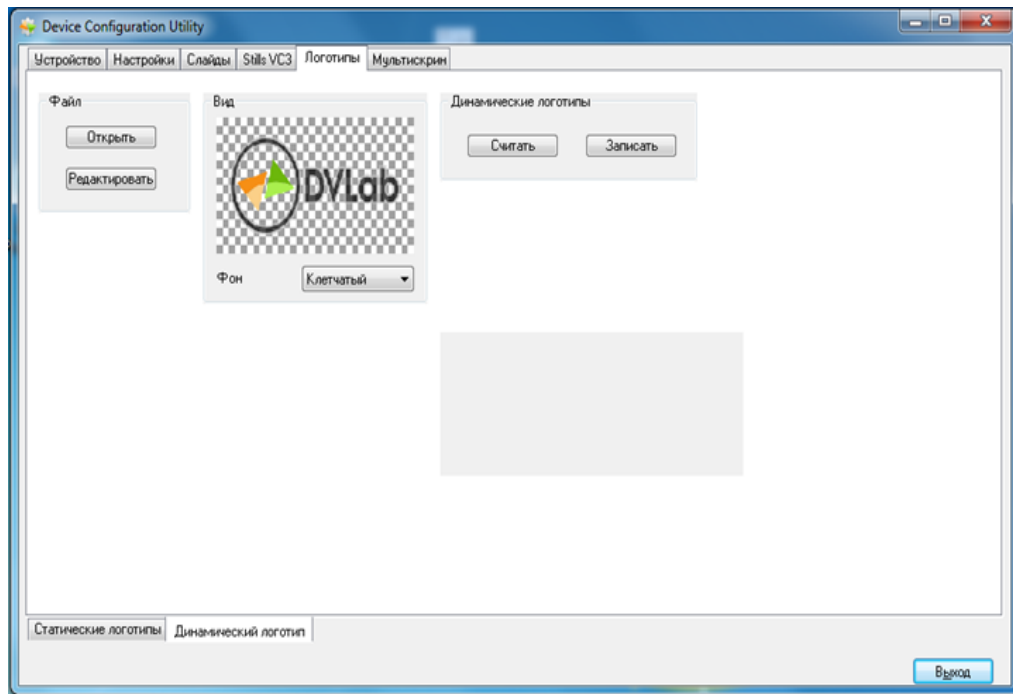 Device Configuration Utility
Устройство Настройки Слайды Stills VC3 Логотипы Мультискрин
Файл
Открыть
Редактировать
Вид
DVLab
Фон Клетчатый
Динамические логотипы
Считать Записать
Статические логотипы Динамический логотип
Выход